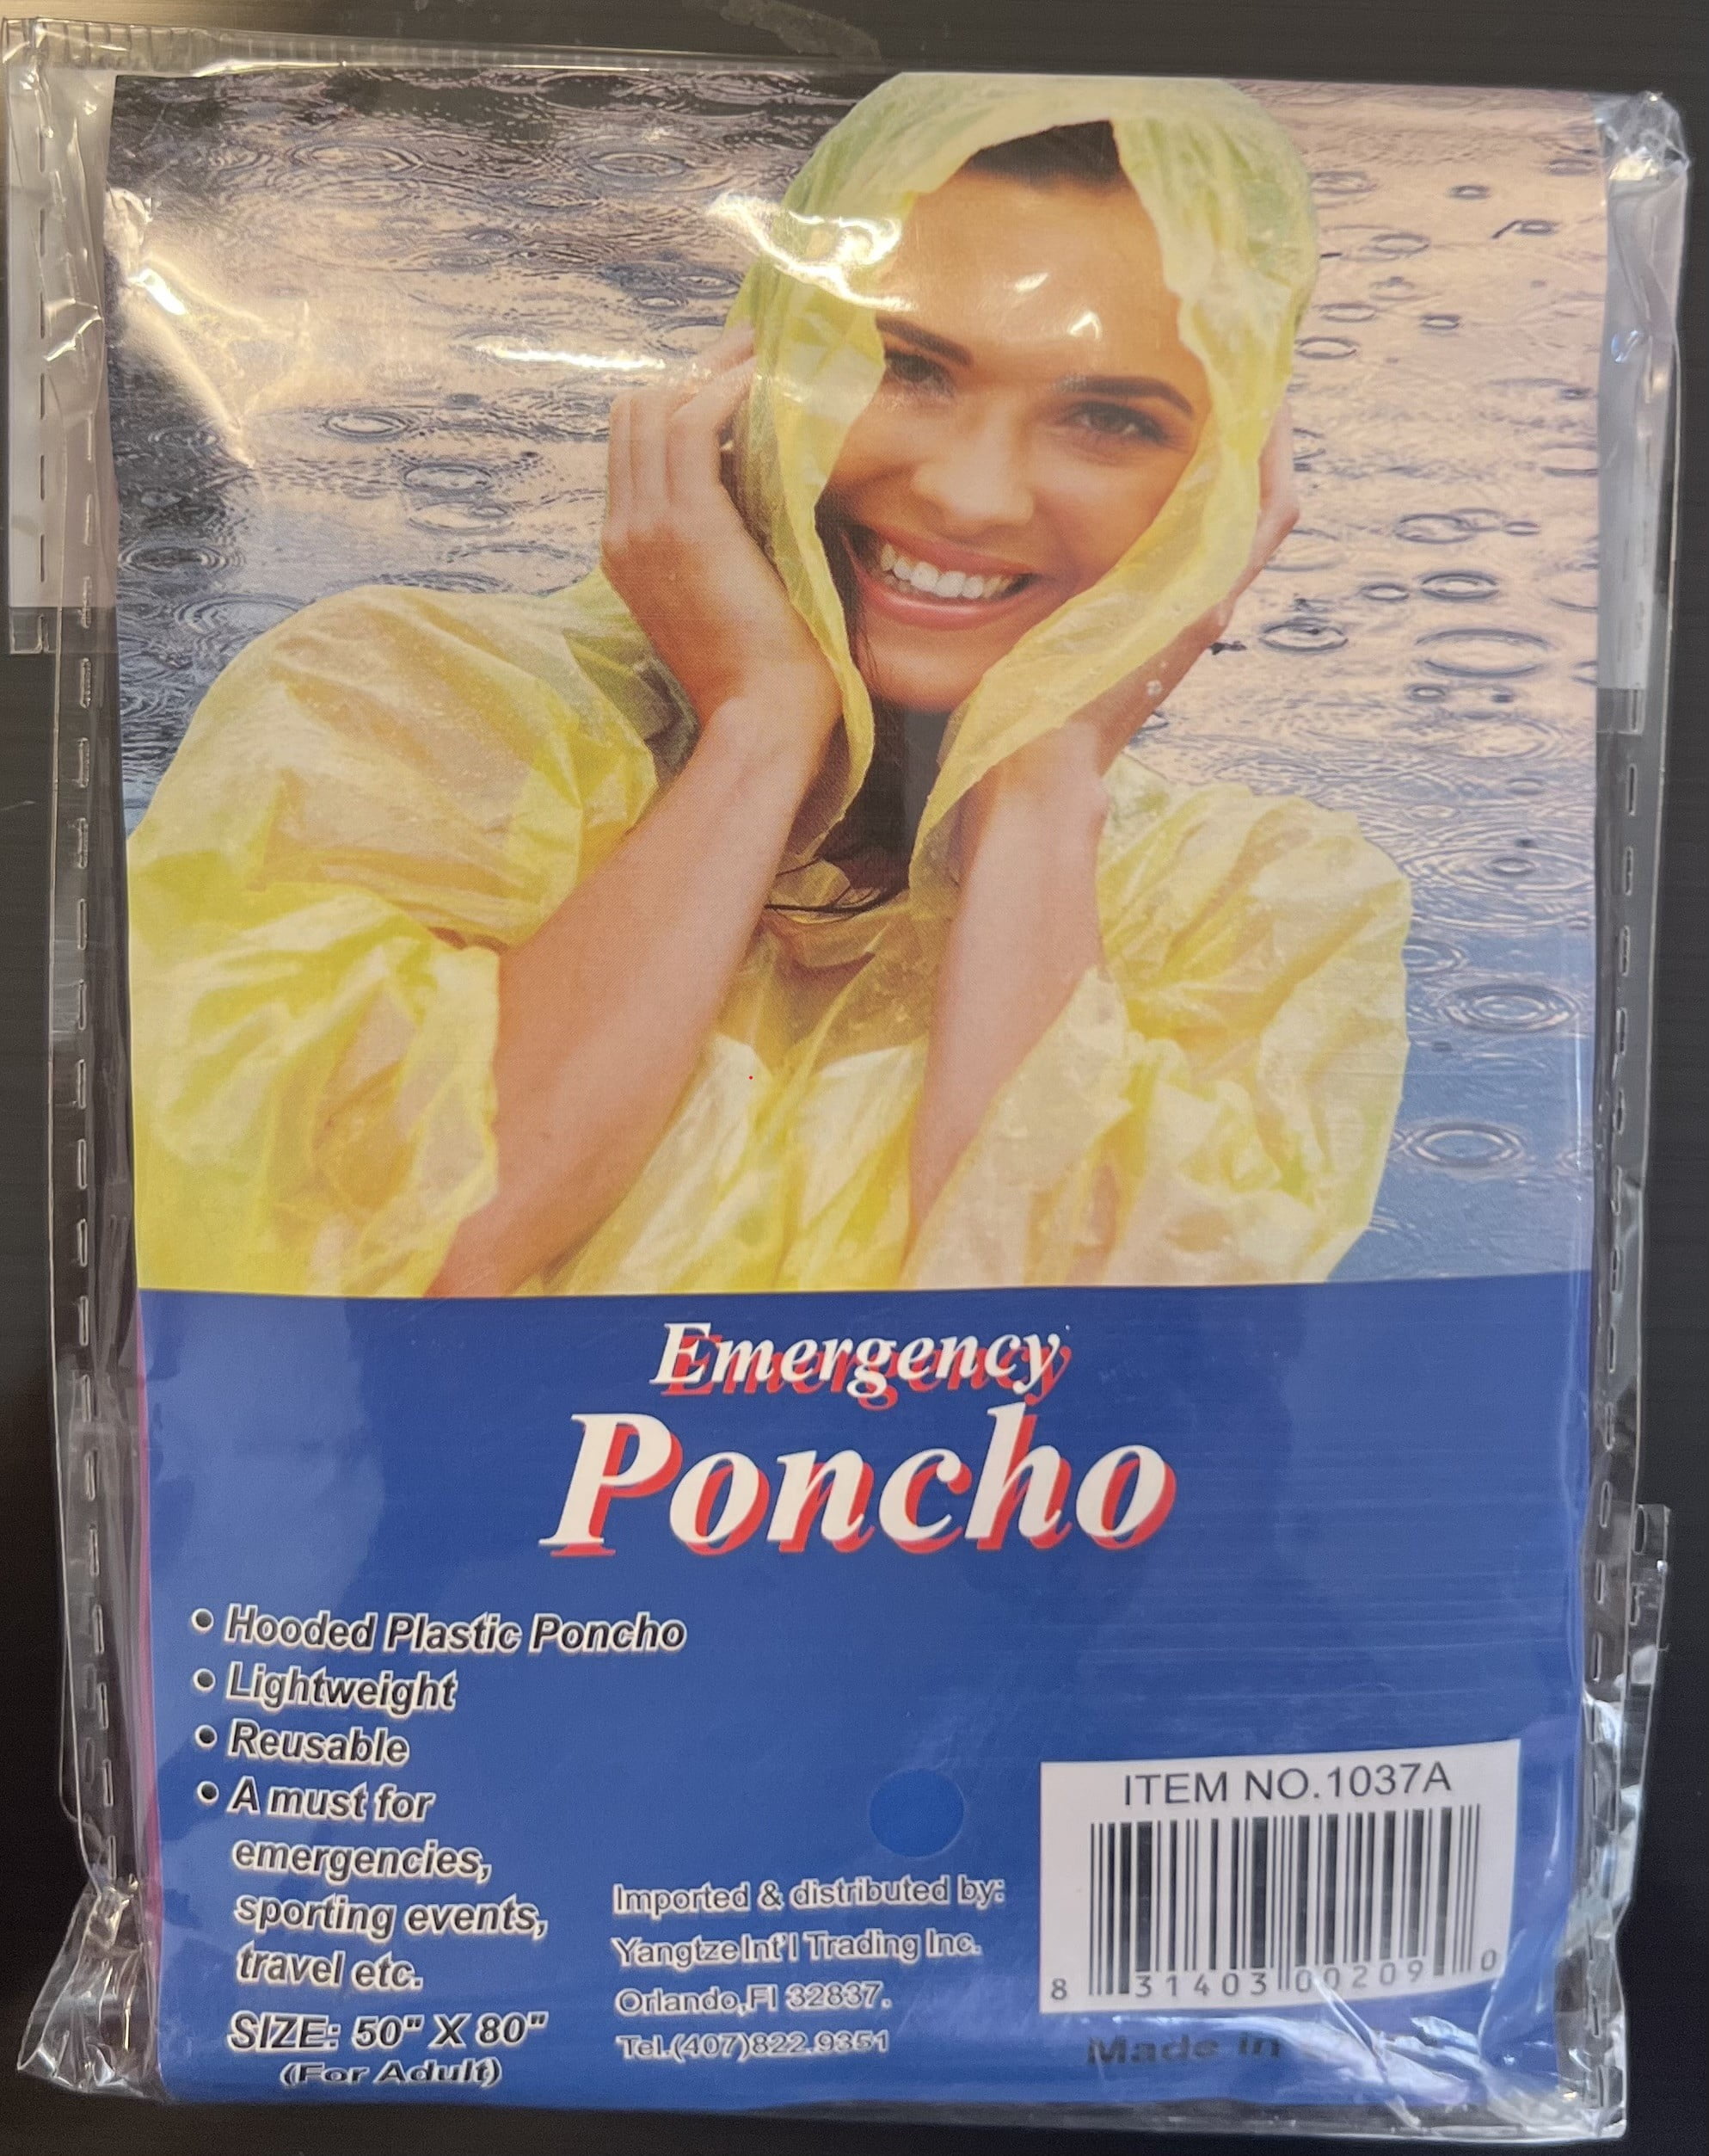 Emergency
Poncho
• Hooded Plastic Poncho
• Lightweight
• Reusable
• A must for
emergencies,
sporting events,
travel etc.
SIZE: 50" X 80"
(For Adult)
Imported & distributed by:
Yangtze Int'l Trading Inc.
Orlando,Fl 32837.
Tel.(407)822.9351
ITEM NO.1037A
8 31403 00209 0
Made in